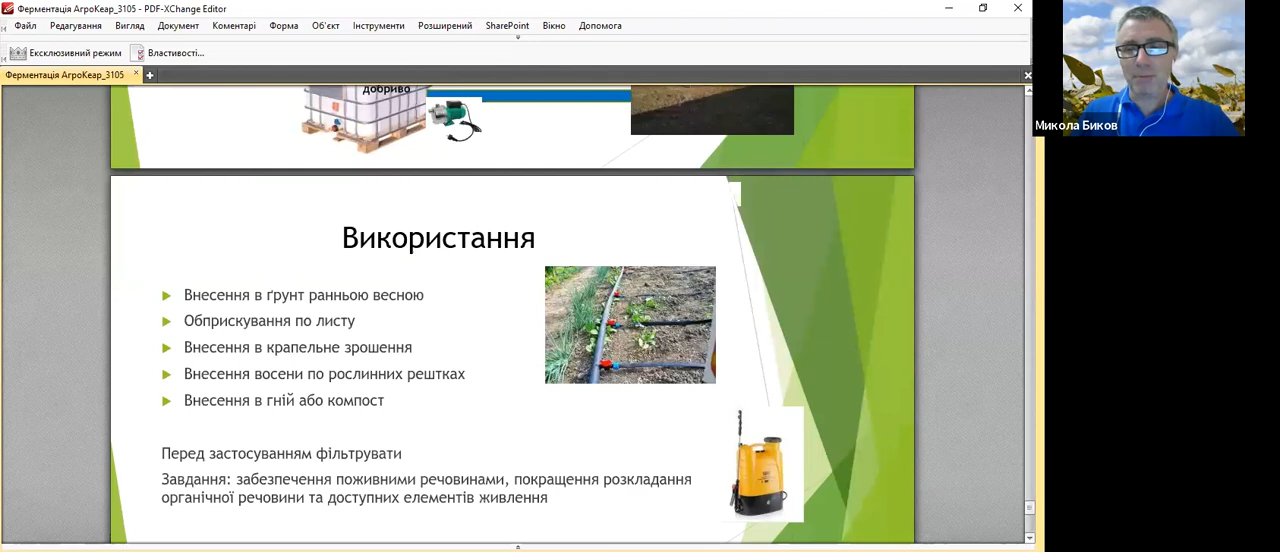 Ферментація АгроКеар_3105 - PDF-XChange Editor
Файл Редагування Вигляд Документ Коментарі Форма Об'єкт Інструменти Розширений SharePoint Вікно Допомога
Ексклюзивний режим Властивості...
Ферментація АгроКеар_3105
добриво
Микола Биков
Використання
Внесення в ґрунт ранньою весною
Обприскування по листу
Внесення в крапельне зрошення
Внесення восени по рослинних рештках
Внесення в гній або компост
Перед застосуванням фільтрувати
Завдання: забезпечення поживними речовинами, покращення розкладання
органічної речовини та доступних елементів живлення